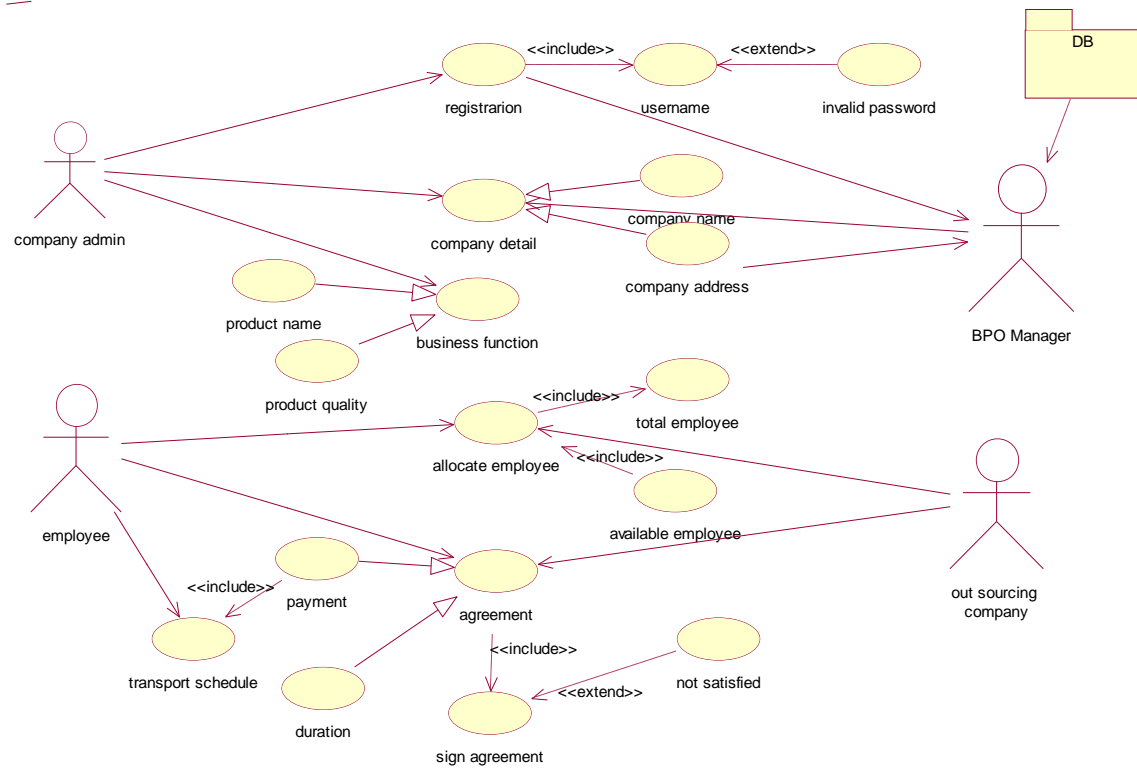 <<include>>
<<extend>>
DB
registrarion
username
invalid password
company admin
company name
company detail
company address
product name
business function
BPO Manager
product quality
<<include>>
total employee
allocate employee
<<include>>
available employee
employee
<<include>>
payment
agreement
out sourcing
company
transport schedule
<<include>>
not satisfied
<<extend>>
duration
sign agreement